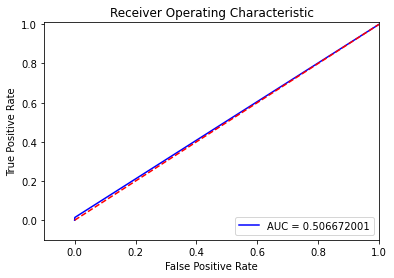 Receiver Operating Characteristic
True Positive Rate
1.0
0.8
0.6
0.4
0.2
0.0
AUC = 0.506672001
0.0 0.2 0.4 0.6 0.8 1.0
False Positive Rate